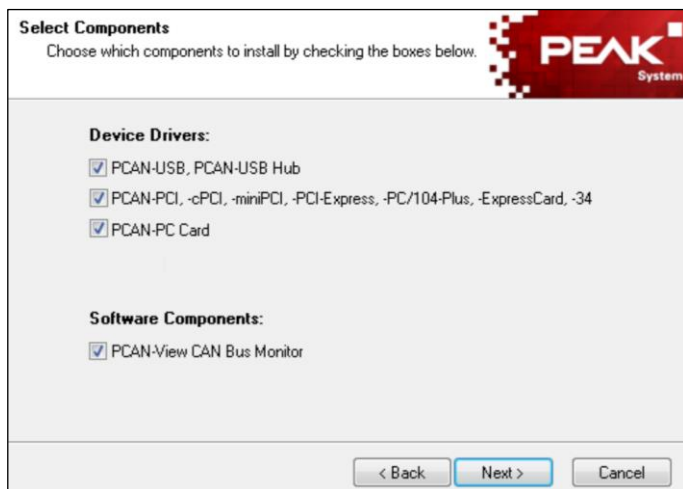 Select Components
Choose which components to install by checking the boxes below.
PEAK
System
Device Drivers:
PCAN-USB, PCAN-USB Hub
PCAN-PCI, -cPCI, -miniPCI, -PCI-Express, -PC/104-Plus, -ExpressCard, -34
PCAN-PC Card
Software Components:
PCAN-View CAN Bus Monitor
< Back Next > Cancel